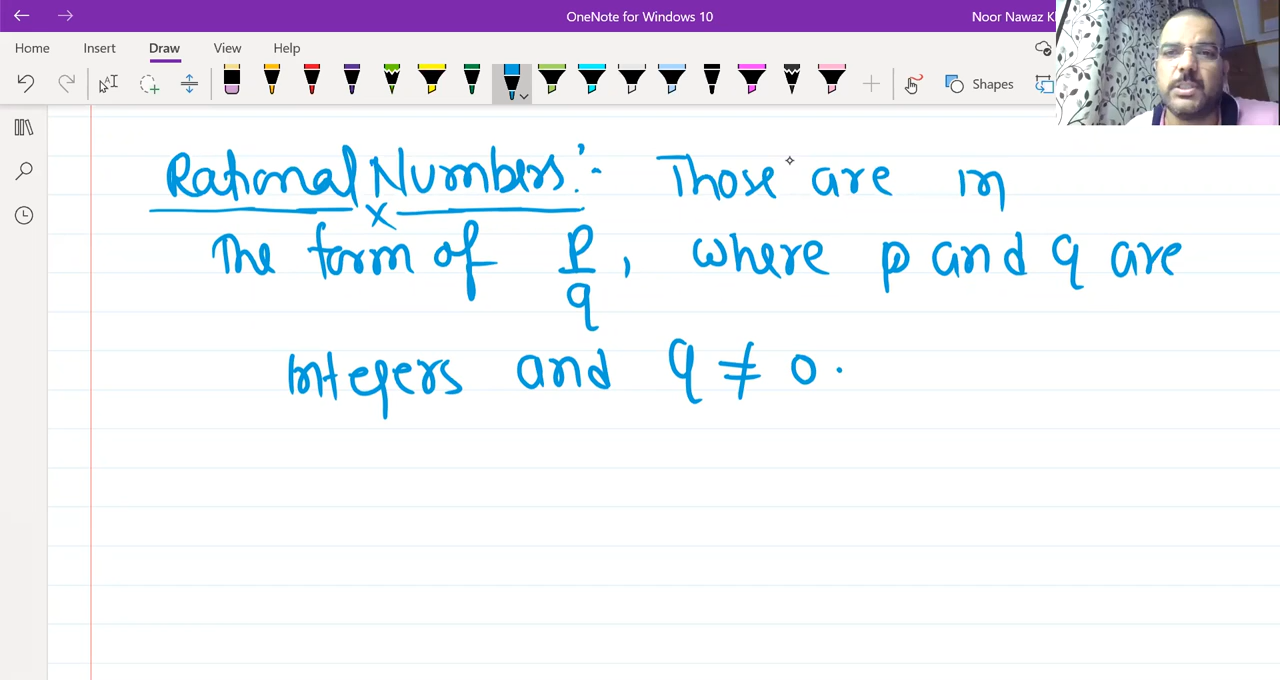 OneNote for Windows 10
Noor Nawaz K
Home Insert Draw View Help
Shapes
Rational Numbers:- Those are in
x
the form of p/q, where p and q are
integers and q ≠ 0.